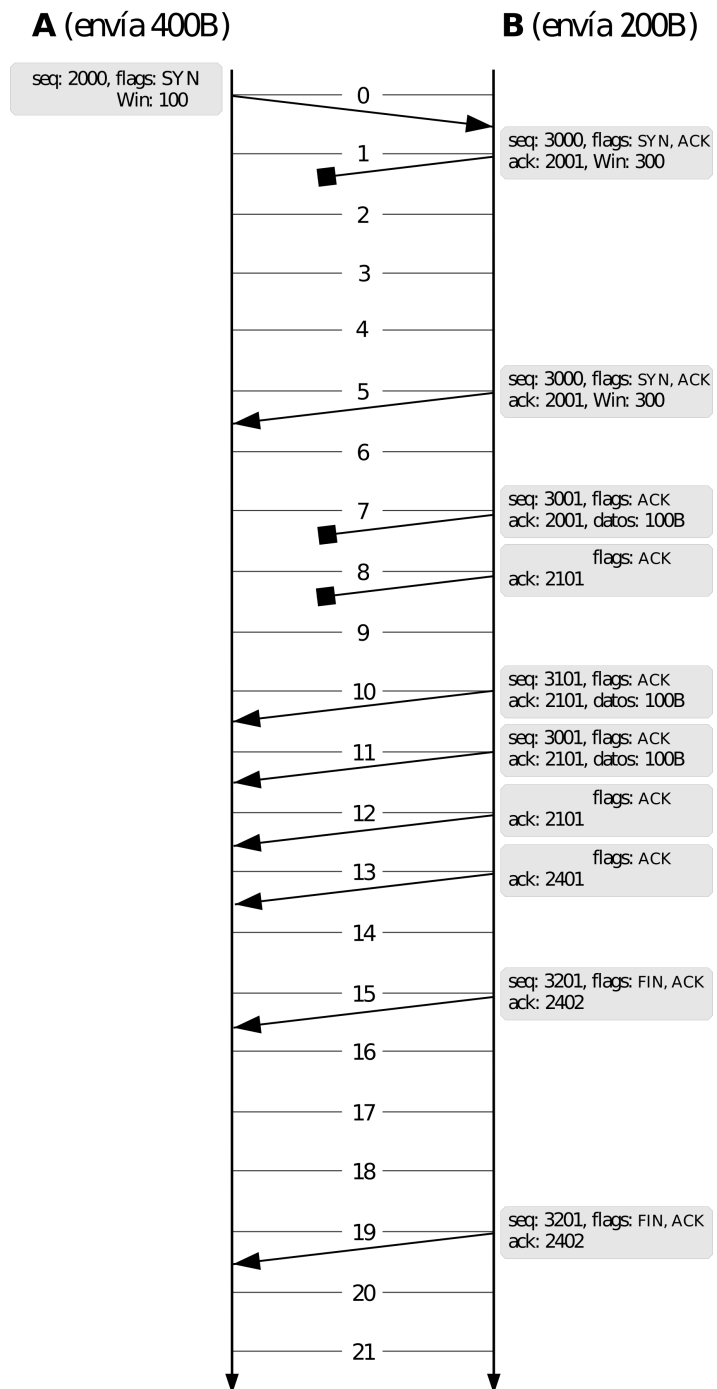 A (envía 400B)
B (envía 200B)
seq: 2000, flags: SYN
Win: 100
0
seq: 3000, flags: SYN, ACK
ack: 2001, Win: 300
1
2
3
4
seq: 3000, flags: SYN, ACK
ack: 2001, Win: 300
5
6
seq: 3001, flags: ACK
ack: 2001, datos: 100B
7
flags: ACK
ack: 2101
8
9
seq: 3101, flags: ACK
ack: 2101, datos: 100B
10
seq: 3001, flags: ACK
ack: 2101, datos: 100B
11
flags: ACK
ack: 2101
12
flags: ACK
ack: 2401
13
14
seq: 3201, flags: FIN, ACK
ack: 2402
15
16
17
18
seq: 3201, flags: FIN, ACK
ack: 2402
19
20
21